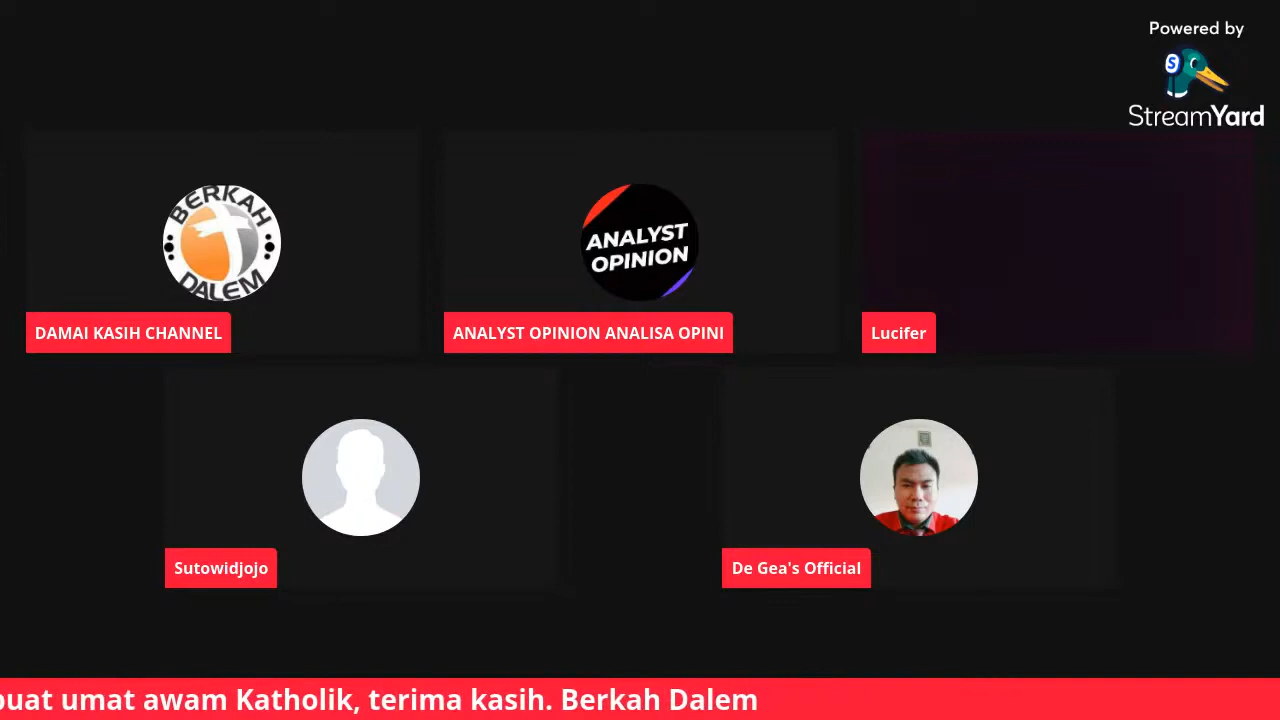 Powered by
S
StreamYard
BERKAH
DALEM
ANALYST
OPINION
DAMAI KASIH CHANNEL
ANALYST OPINION ANALISA OPINI
Lucifer
Sutowidjojo
De Gea's Official
umat awam Katholik, terima kasih. Berkah Dalem